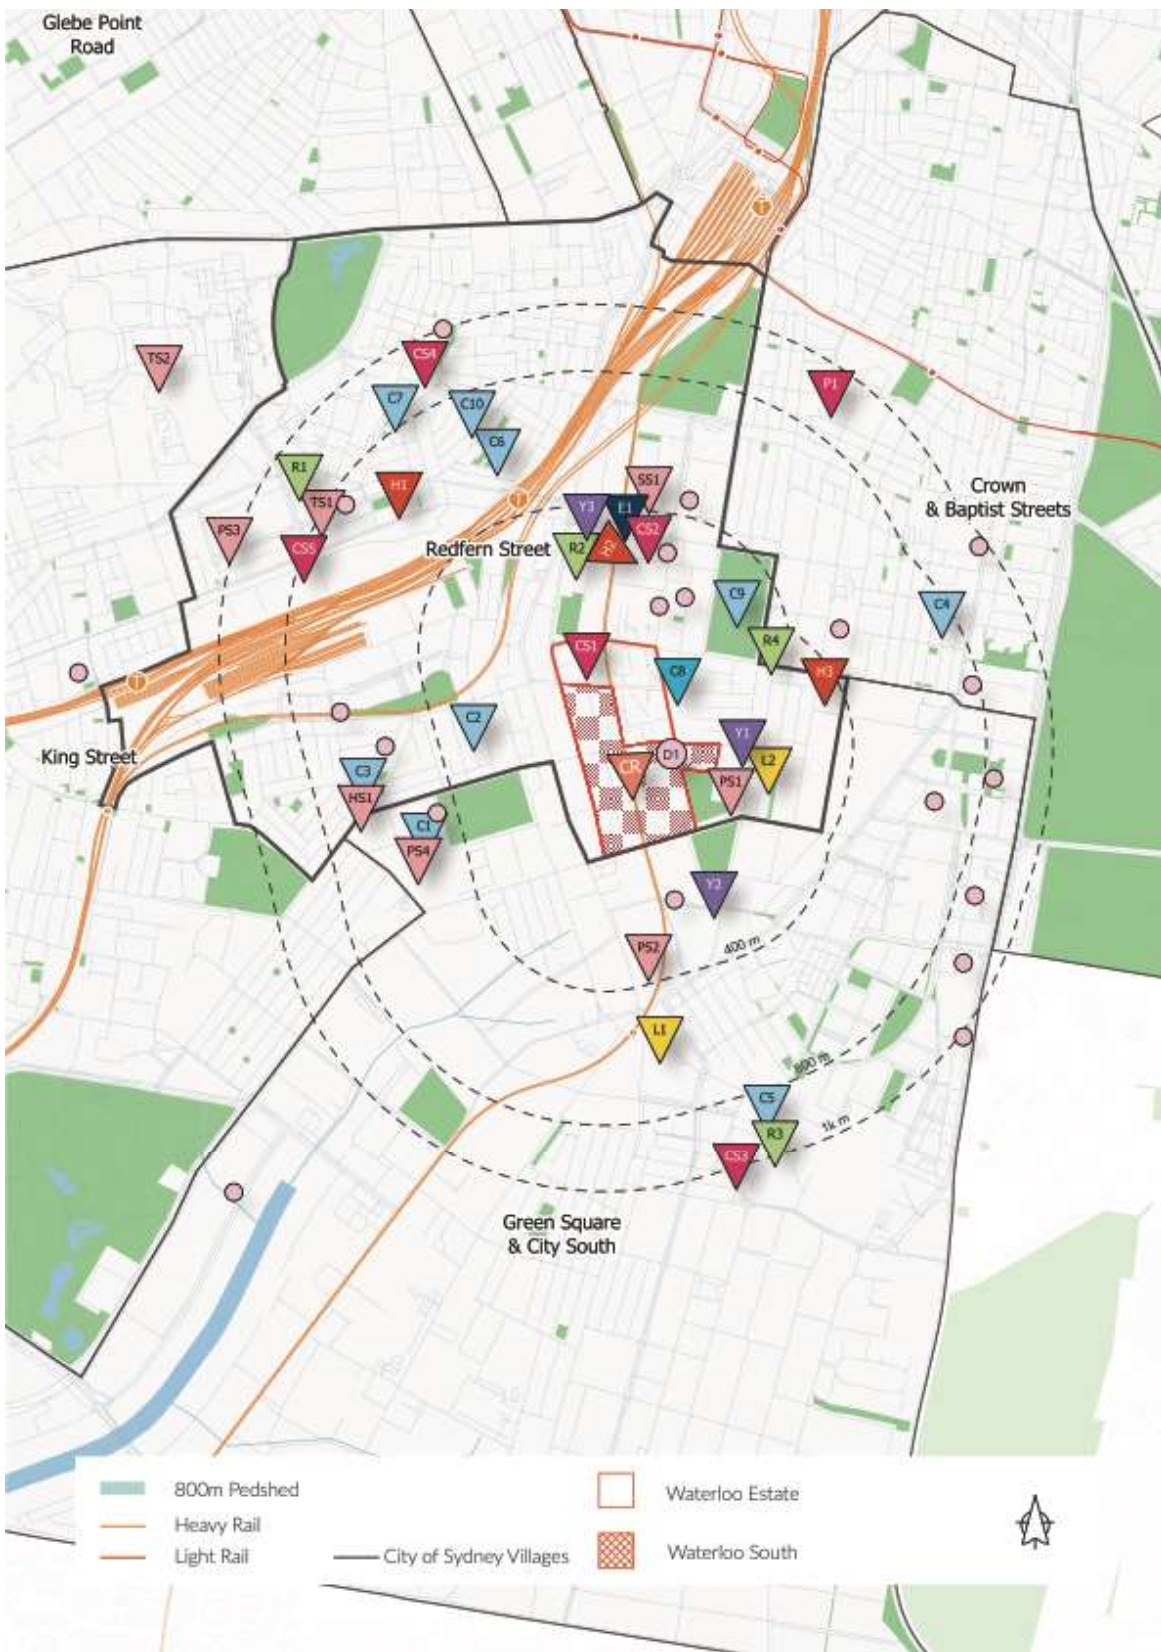 Glebe Point
Road
T
TS2
CS4
P1
C7
C10
C6
R1
H1
TS1
PS3
CS5
T
SS1
Y3
E1
CS2
R2
H2
Redfern Street
Crown
& Baptist Streets
C9
C4
R4
CS1
C8
H3
T
C2
King Street
Y1
D1
L2
CR
PS1
C3
HS1
C1
PS4
Y2
400 m
PS2
L1
800 m
C5
1k m
R3
CS3
Green Square
& City South
800m Pedshed
Heavy Rail
Light Rail
City of Sydney Villages
Waterloo Estate
Waterloo South